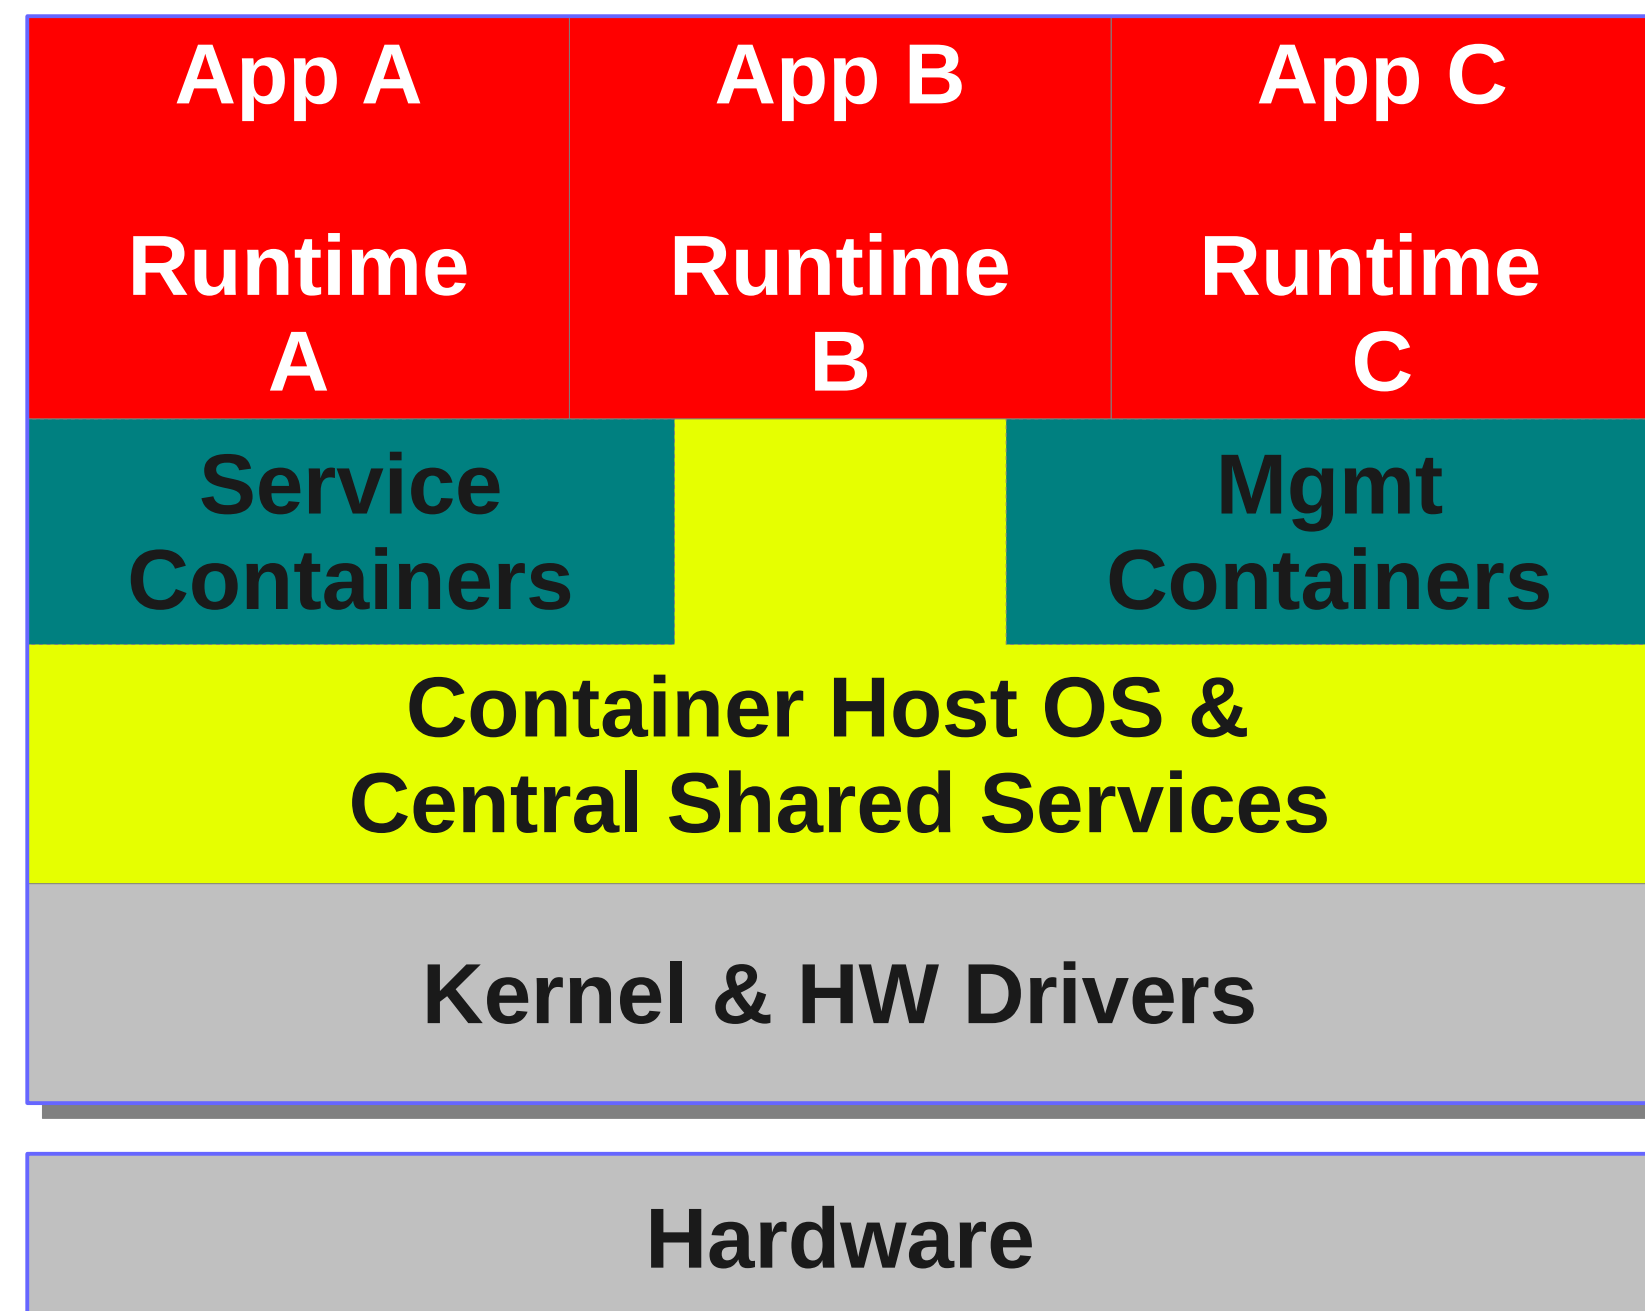 App A
App B
App C
Runtime
A
Runtime
B
Runtime
C
Service
Containers
Mgmt
Containers
Container Host OS &
Central Shared Services
Kernel & HW Drivers
Hardware